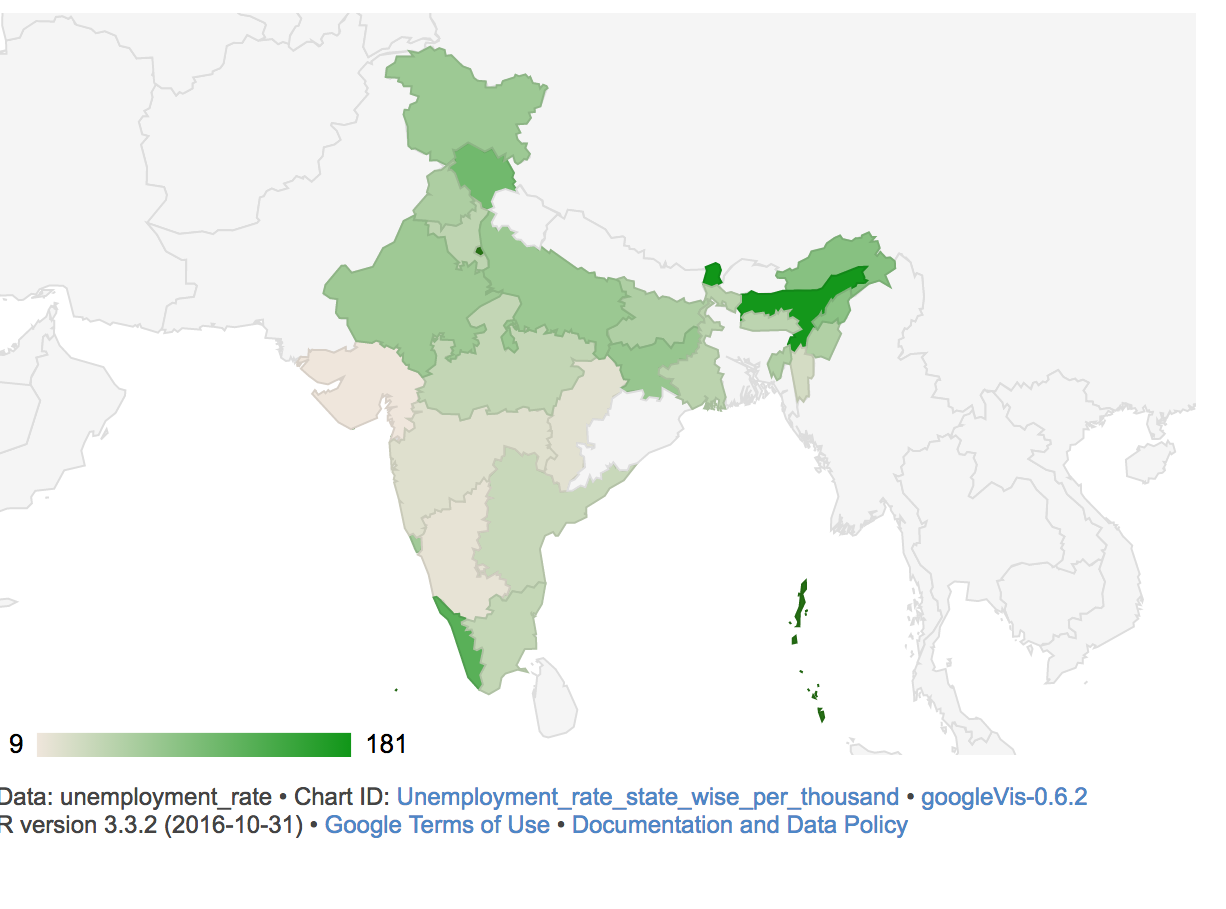 9 181
Data: unemployment_rate • Chart ID: Unemployment_rate_state_wise_per_thousand • googleVis-0.6.2
R version 3.3.2 (2016-10-31) • Google Terms of Use • Documentation and Data Policy